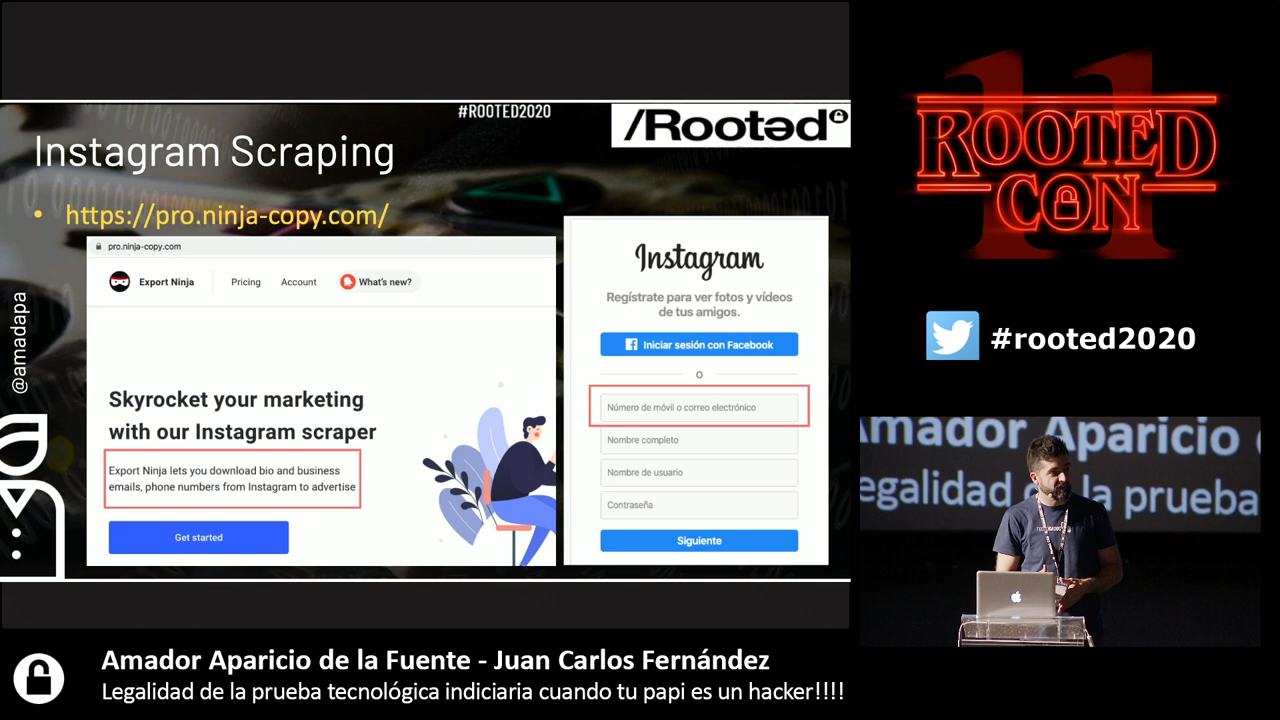 #ROOTED2020
/Rootəd
Instagram Scraping
• https://pro.ninja-copy.com/
pro.ninja-copy.com
Export Ninja
Pricing
Account
What's new?
Skyrocket your marketing
with our Instagram scraper
Export Ninja lets you download bio and business
emails, phone numbers from Instagram to advertise
Get started
Instagram
Regístrate para ver fotos y vídeos
de tus amigos.
Iniciar sesión con Facebook
O
Número de móvil o correo electrónico
Nombre completo
Nombre de usuario
Contraseña
Siguiente
@amadapa
11
ROOTED
CON
#rooted2020
Amador Aparicio
egalidad de la prueba
Amador Aparicio de la Fuente - Juan Carlos Fernández
Legalidad de la prueba tecnológica indiciaria cuando tu papi es un hacker!!!!